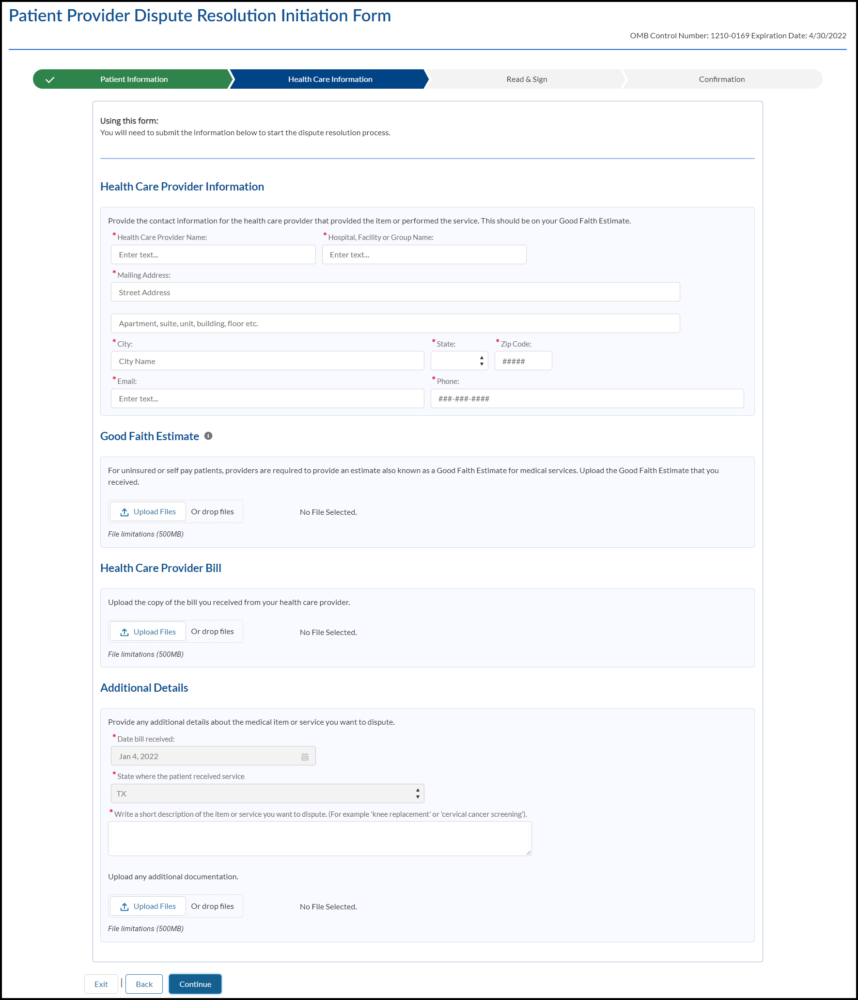 Patient Provider Dispute Resolution Initiation Form
OMB Control Number: 1210-0169 Expiration Date: 4/30/2022
Patient Information
Health Care Information
Read & Sign
Confirmation
Using this form:
You will need to submit the information below to start the dispute resolution process.
Health Care Provider Information
Provide the contact information for the health care provider that provided the item or performed the service. This should be on your Good Faith Estimate.
*Health Care Provider Name: *Hospital, Facility or Group Name:
Enter text... Enter text...
*Mailing Address:
Street Address
Apartment, suite, unit, building, floor etc.
*City: *State: *Zip Code:
City Name #####
*Email: *Phone:
Enter text... ###-###-####
Good Faith Estimate
For uninsured or self pay patients, providers are required to provide an estimate also known as a Good Faith Estimate for medical services. Upload the Good Faith Estimate that you
received.
Upload Files Or drop files No File Selected.
File limitations (500MB)
Health Care Provider Bill
Upload the copy of the bill you received from your health care provider.
Upload Files Or drop files No File Selected.
File limitations (500MB)
Additional Details
Provide any additional details about the medical item or service you want to dispute.
*Date bill received:
Jan 4, 2022
*State where the patient received service
TX
*Write a short description of the item or service you want to dispute. (For example 'knee replacement' or 'cervical cancer screening').
Upload any additional documentation.
Upload Files Or drop files No File Selected.
File limitations (500MB)
Exit | Back Continue